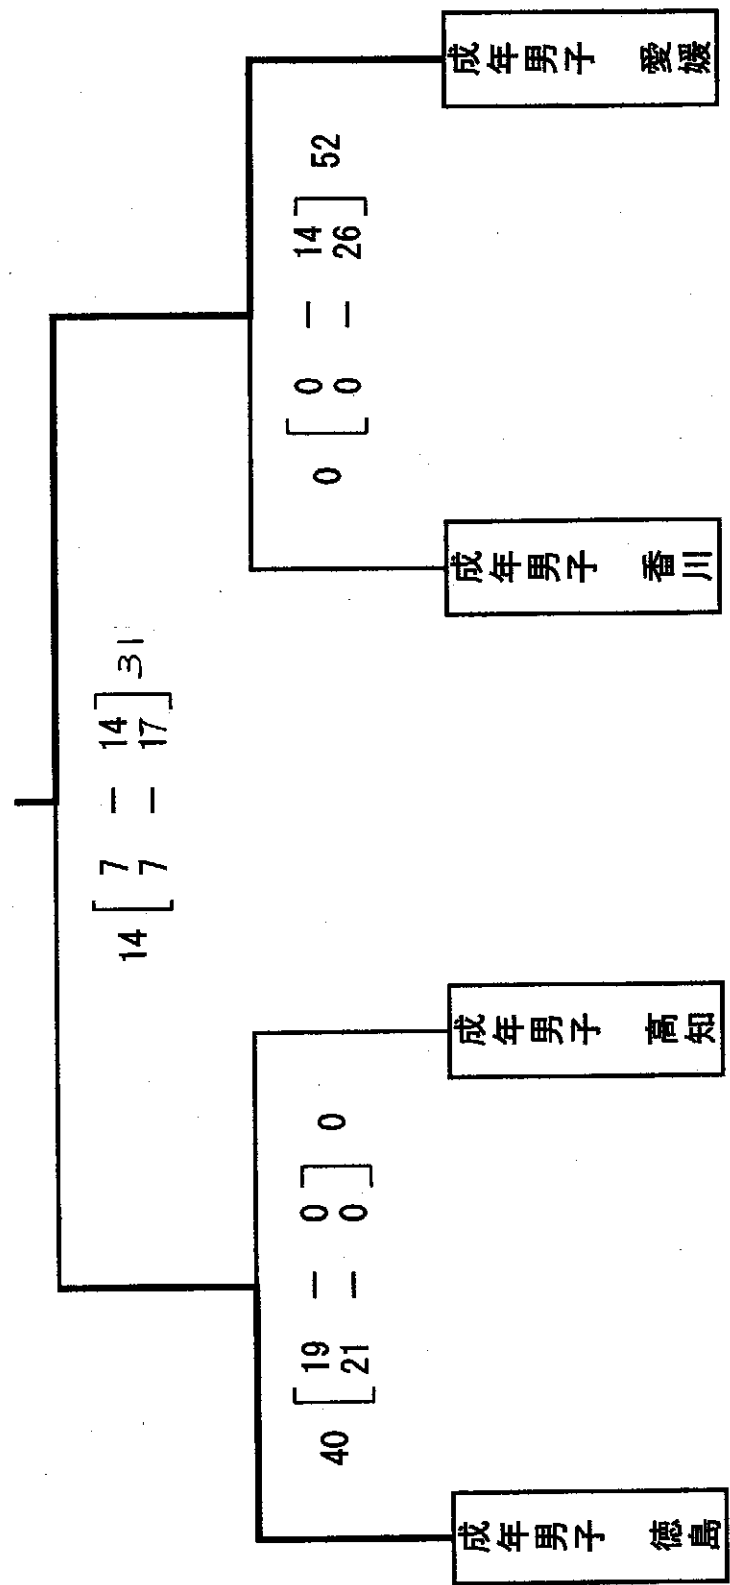 14 [ 7 － 14 ] 31
7 － 17
40 [ 19 － 0 ] 0
21 － 0
0 [ 0 － 14 ] 52
0 － 26
成年男子　徳島
成年男子　高知
成年男子　香川
成年男子　愛媛